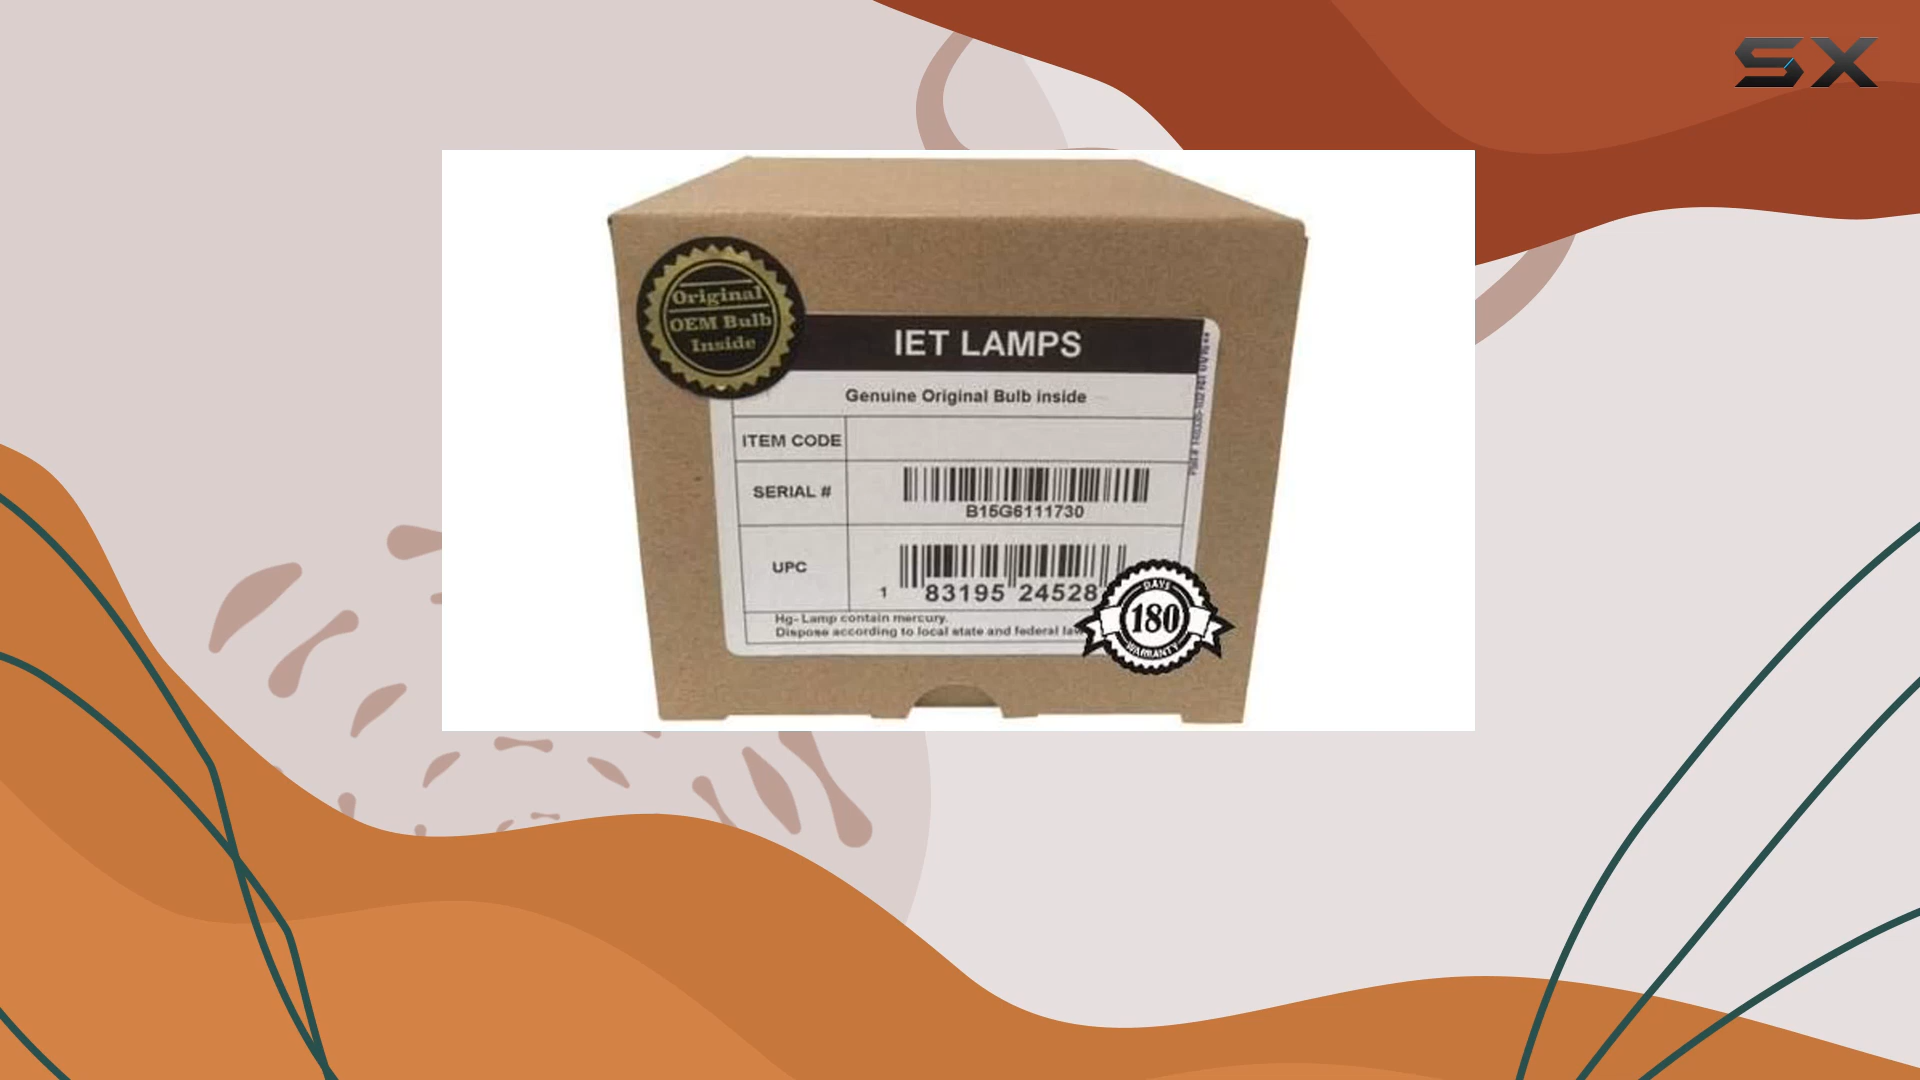 SX
Original
OEM Bulb
Inside
IET LAMPS
Genuine Original Bulb inside
ITEM CODE
SERIAL #
B15G6111730
UPC
1 83195 24528
Hg- Lamp contain mercury.
Dispose according to local state and federal
DAYS
180
WARRANTY